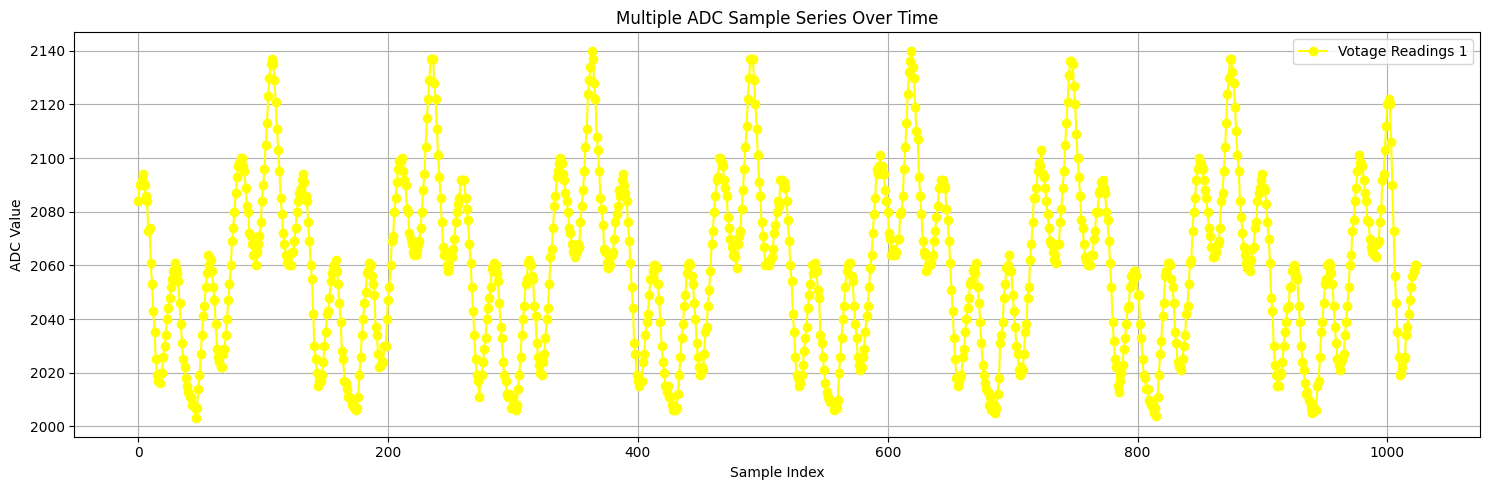 Multiple ADC Sample Series Over Time
Votage Readings 1
ADC Value
2140
2120
2100
2080
2060
2040
2020
2000
0 200 400 600 800 1000
Sample Index